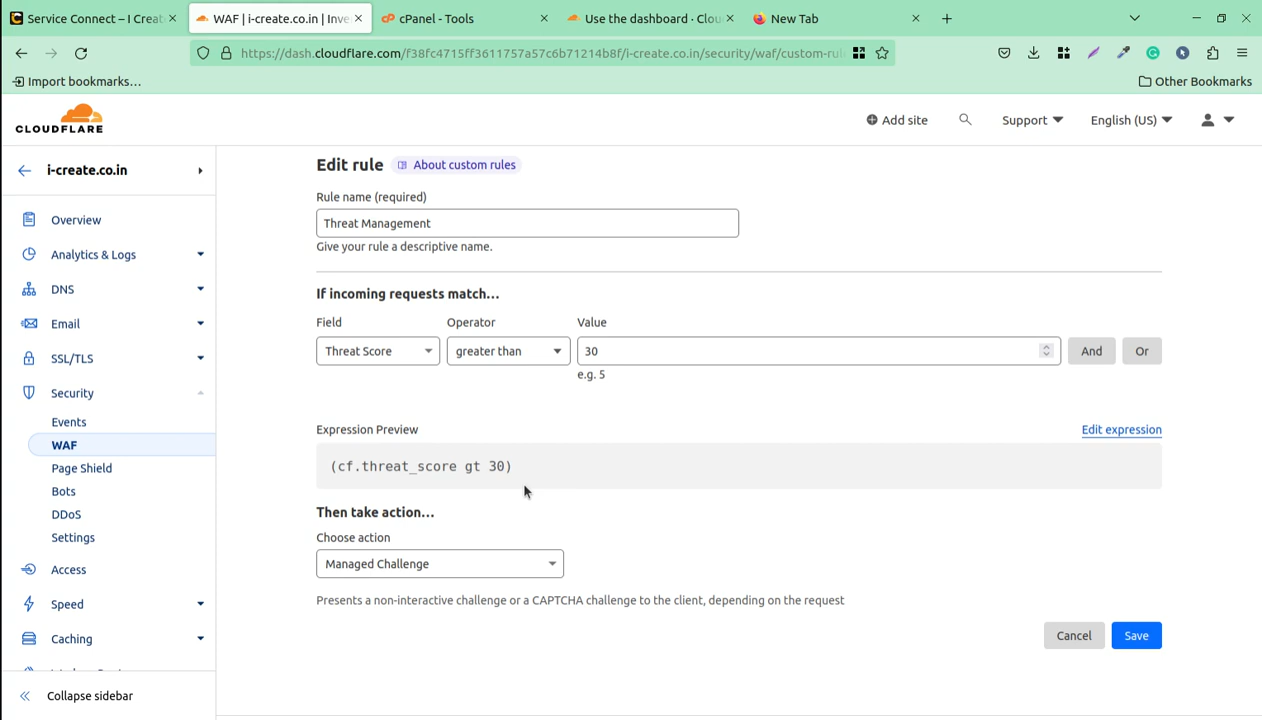 Service Connect – I Creat
WAF | i-create.co.in | Inve
cPanel - Tools
Use the dashboard · Clou
New Tab
https://dash.cloudflare.com/f38fc4715ff3611757a57c6b71214b8f/i-create.co.in/security/waf/custom-rul
Import bookmarks…
Other Bookmarks
CLOUDFLARE
Add site
Support
English (US)
i-create.co.in
Overview
Analytics & Logs
DNS
Email
SSL/TLS
Security
Events
WAF
Page Shield
Bots
DDoS
Settings
Access
Speed
Caching
Collapse sidebar
Edit rule
About custom rules
Rule name (required)
Threat Management
Give your rule a descriptive name.
If incoming requests match…
Field
Operator
Value
Threat Score
greater than
30
And
Or
e.g. 5
Expression Preview
Edit expression
(cf.threat_score gt 30)
Then take action…
Choose action
Managed Challenge
Presents a non-interactive challenge or a CAPTCHA challenge to the client, depending on the request
Cancel
Save